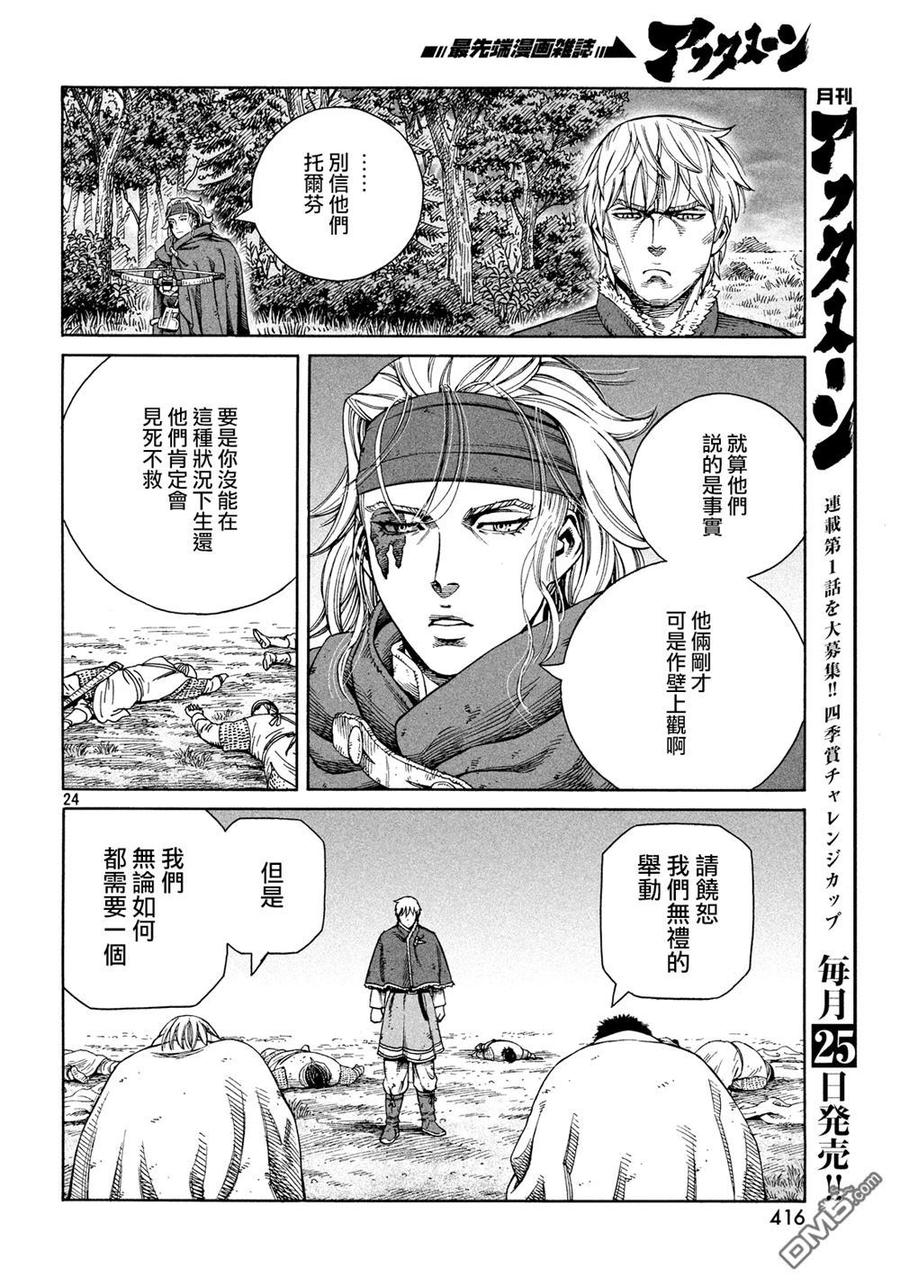 最先端漫画雑誌
アフタヌーン
月刊
アフタヌーン
連載第1話を大募集!! 四季賞チャレンジカップ
毎月25日発売!!
……
別信他們
托爾芬
就算他們
說的是事實
他倆剛才
可是作壁上觀啊
要是你沒能在
這種狀況下生還
他們肯定會
見死不救
24
請饒恕
我們無禮的
舉動
但是
我們
無論如何
都需要一個
416
DM5.com